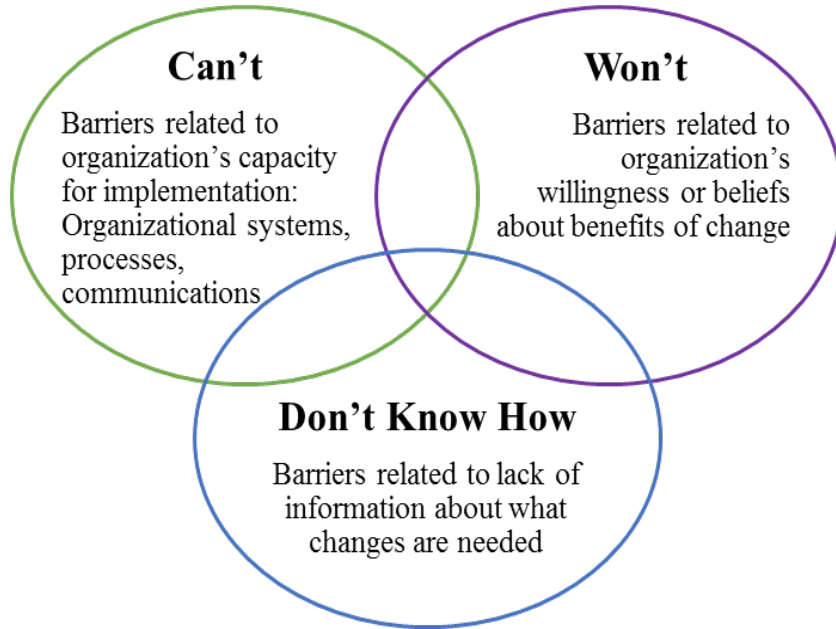 Can’t
Barriers related to
organization’s capacity
for implementation:
Organizational systems,
processes,
communications
Won’t
Barriers related to
organization’s
willingness or beliefs
about benefits of change
Don’t Know How
Barriers related to lack of
information about what
changes are needed